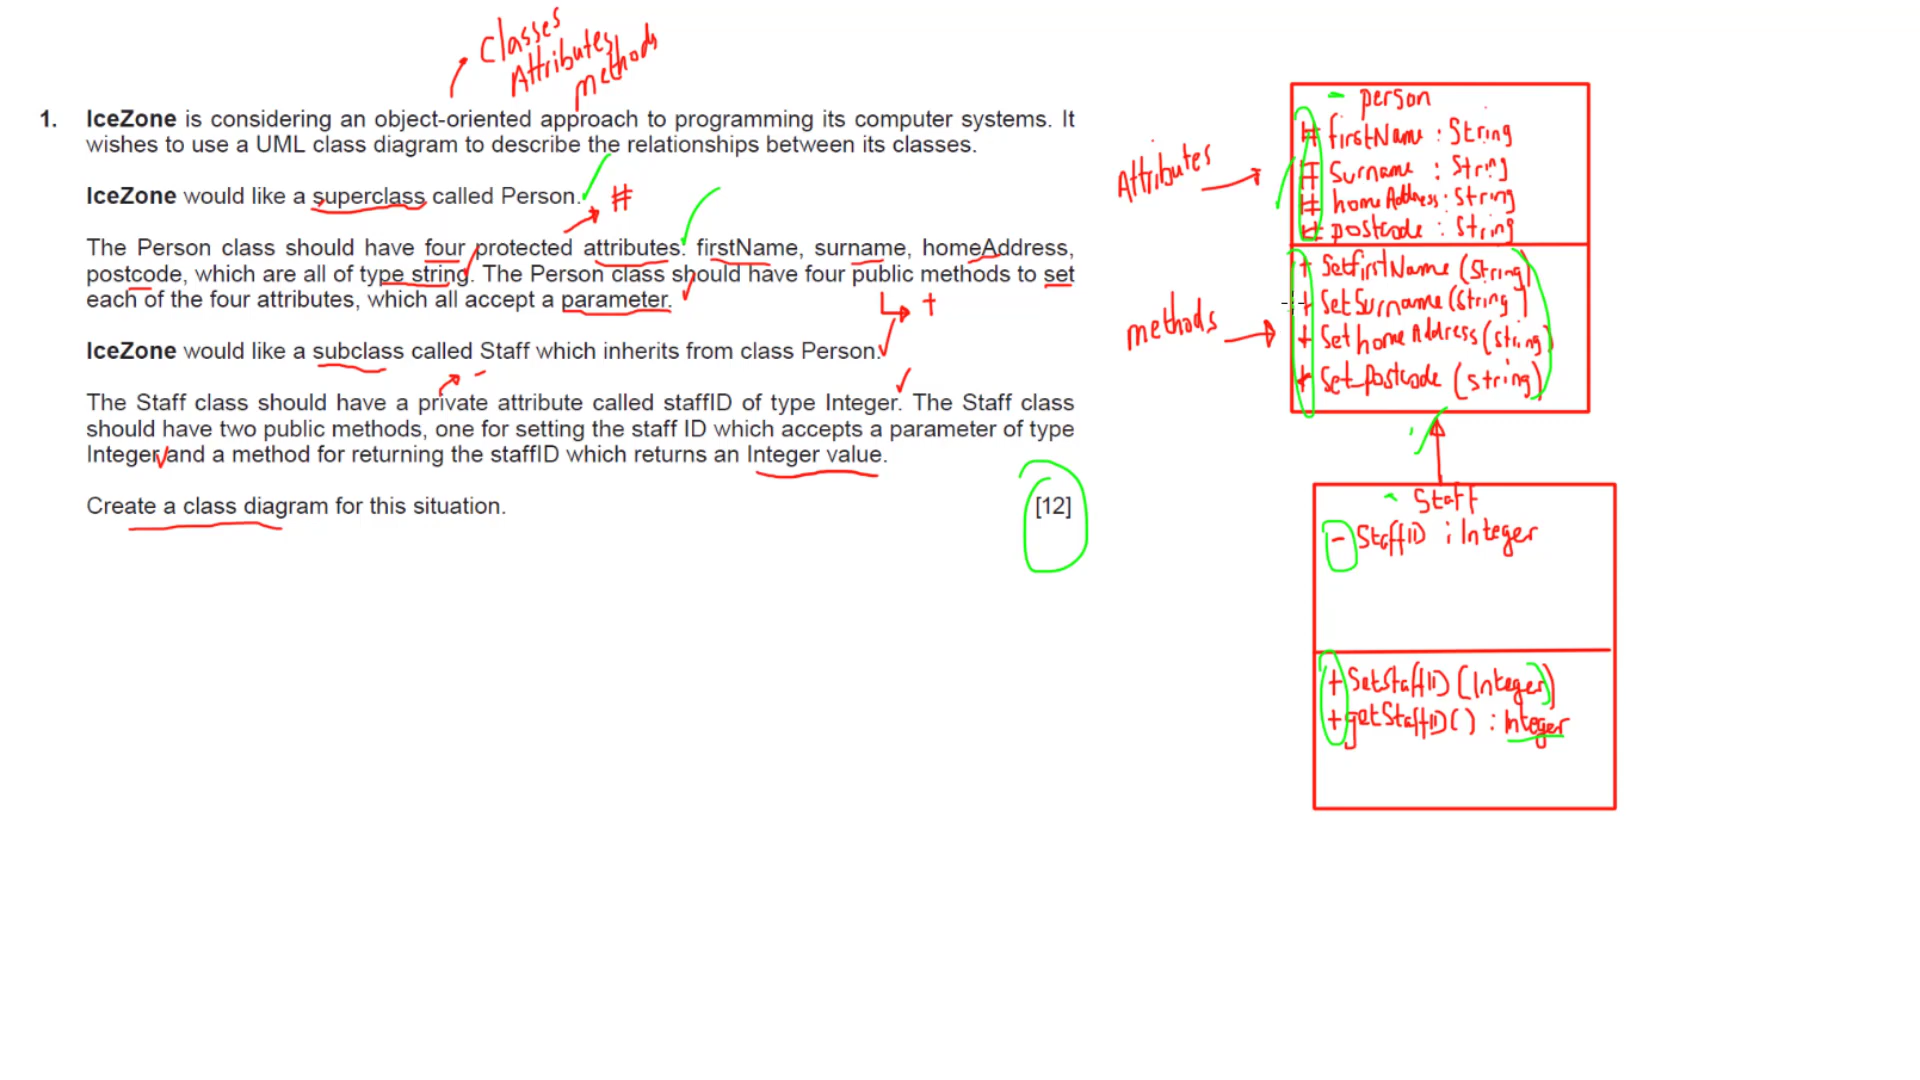 classes
Attributes
methods
1. IceZone is considering an object-oriented approach to programming its computer systems. It
wishes to use a UML class diagram to describe the relationships between its classes.
IceZone would like a superclass called Person.
#
The Person class should have four protected attributes: firstName, surname, homeAddress,
postcode, which are all of type string. The Person class should have four public methods to set
each of the four attributes, which all accept a parameter.
+
IceZone would like a subclass called Staff which inherits from class Person.
-
The Staff class should have a private attribute called staffID of type Integer. The Staff class
should have two public methods, one for setting the staff ID which accepts a parameter of type
Integer and a method for returning the staffID which returns an Integer value.
Create a class diagram for this situation. [12]
Attributes
person
# firstName : String
# Surname : String
# homeAddress : String
# postcode : String
methods
+ SetfirstName (String)
+ SetSurname (String)
+ SethomeAddress (string)
+ Set_postcode (string)
Staff
- StaffID : Integer
+ SetStaffID (Integer)
+ getStaffID ( ) : Integer